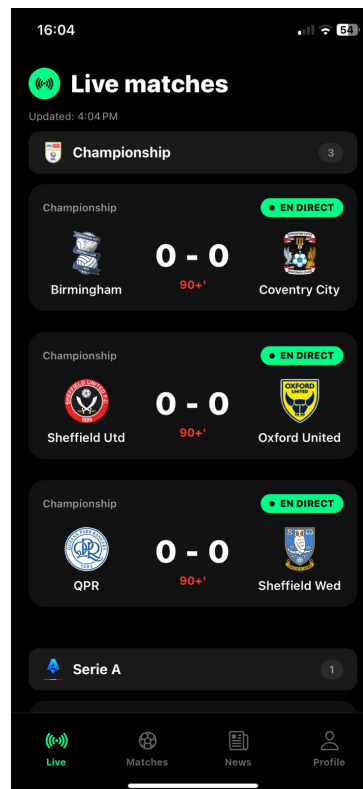 16:04
54
Live matches
Updated: 4:04 PM
Championship
3
Championship
EN DIRECT
0 - 0
90+'
Birmingham
Coventry City
Championship
EN DIRECT
0 - 0
90+'
Sheffield Utd
OXFORD
UNITED
Oxford United
Championship
EN DIRECT
0 - 0
90+'
QPR
Sheffield Wed
Serie A
1
Live
Matches
News
Profile